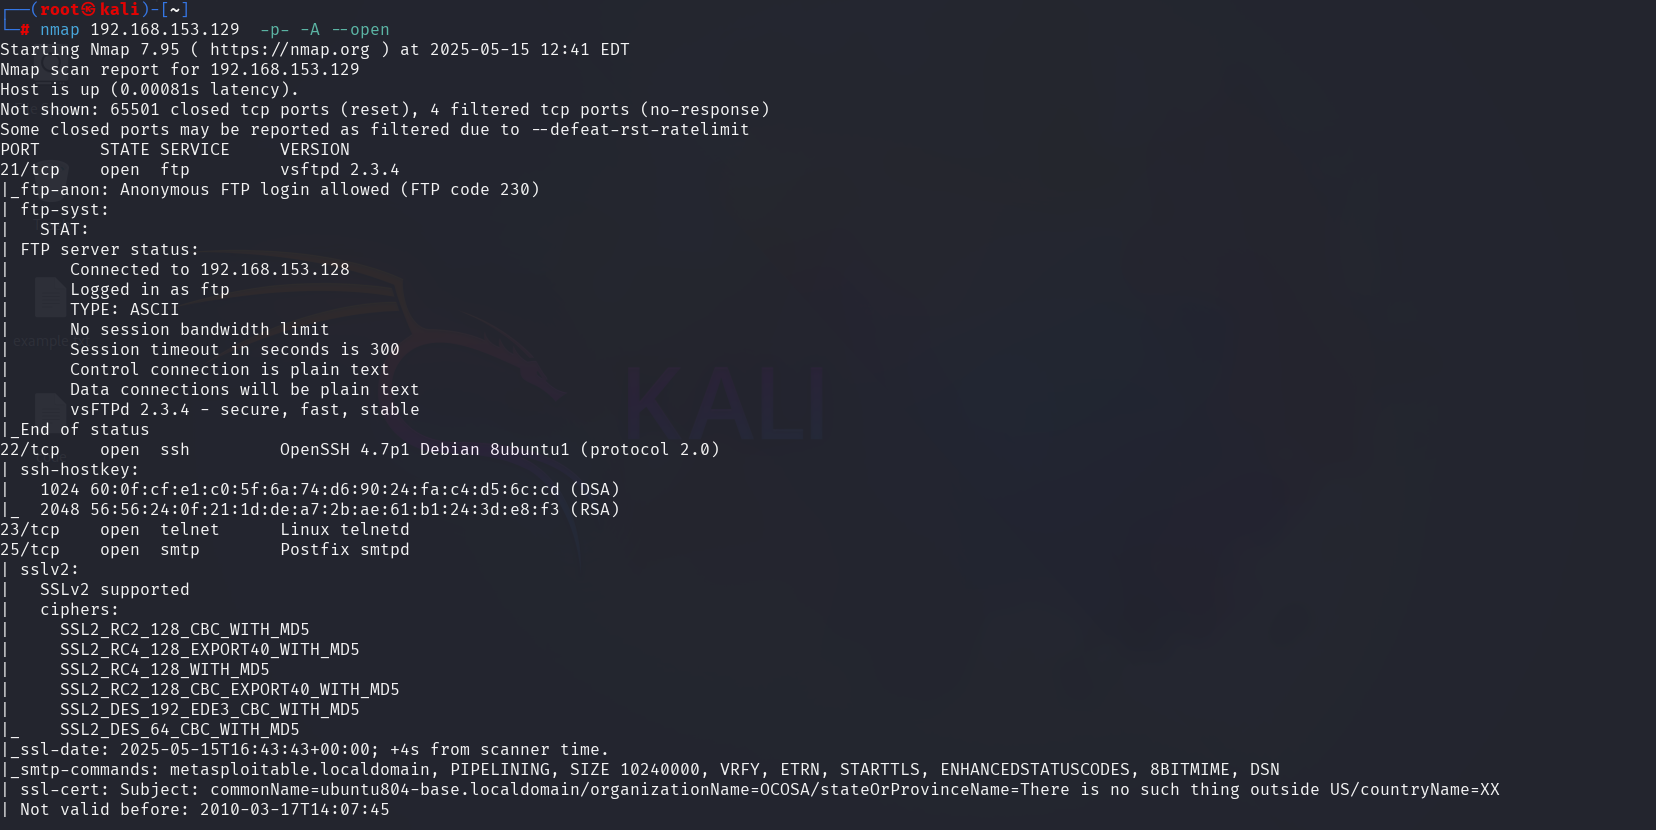 ┌──(root㉿kali)-[~]
└─# nmap 192.168.153.129  -p- -A --open
Starting Nmap 7.95 ( https://nmap.org ) at 2025-05-15 12:41 EDT
Nmap scan report for 192.168.153.129
Host is up (0.00081s latency).
Not shown: 65501 closed tcp ports (reset), 4 filtered tcp ports (no-response)
Some closed ports may be reported as filtered due to --defeat-rst-ratelimit
PORT      STATE SERVICE     VERSION
21/tcp    open  ftp         vsftpd 2.3.4
|_ftp-anon: Anonymous FTP login allowed (FTP code 230)
| ftp-syst:
|   STAT:
| FTP server status:
|      Connected to 192.168.153.128
|      Logged in as ftp
|      TYPE: ASCII
|      No session bandwidth limit
|      Session timeout in seconds is 300
|      Control connection is plain text
|      Data connections will be plain text
|      vsFTPd 2.3.4 - secure, fast, stable
|_End of status
22/tcp    open  ssh         OpenSSH 4.7p1 Debian 8ubuntu1 (protocol 2.0)
| ssh-hostkey:
|   1024 60:0f:cf:e1:c0:5f:6a:74:d6:90:24:fa:c4:d5:6c:cd (DSA)
|_  2048 56:56:24:0f:21:1d:de:a7:2b:ae:61:b1:24:3d:e8:f3 (RSA)
23/tcp    open  telnet      Linux telnetd
25/tcp    open  smtp        Postfix smtpd
| sslv2:
|   SSLv2 supported
|   ciphers:
|     SSL2_RC2_128_CBC_WITH_MD5
|     SSL2_RC4_128_EXPORT40_WITH_MD5
|     SSL2_RC4_128_WITH_MD5
|     SSL2_RC2_128_CBC_EXPORT40_WITH_MD5
|     SSL2_DES_192_EDE3_CBC_WITH_MD5
|_    SSL2_DES_64_CBC_WITH_MD5
|_ssl-date: 2025-05-15T16:43:43+00:00; +4s from scanner time.
|_smtp-commands: metasploitable.localdomain, PIPELINING, SIZE 10240000, VRFY, ETRN, STARTTLS, ENHANCEDSTATUSCODES, 8BITMIME, DSN
| ssl-cert: Subject: commonName=ubuntu804-base.localdomain/organizationName=OCOSA/stateOrProvinceName=There is no such thing outside US/countryName=XX
| Not valid before: 2010-03-17T14:07:45
KALI